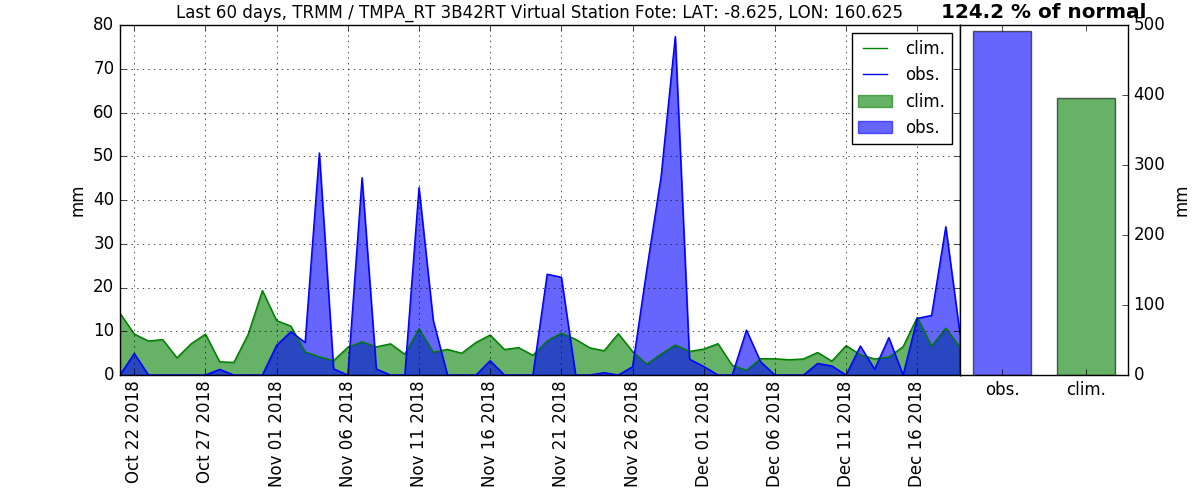 Last 60 days, TRMM / TMPA_RT 3B42RT Virtual Station Fote: LAT: -8.625, LON: 160.625
124.2 % of normal
80
70
60
50
40
30
20
10
0
mm
clim.
obs.
clim.
obs.
500
400
300
200
100
0
mm
obs.
clim.
Oct 22 2018
Oct 27 2018
Nov 01 2018
Nov 06 2018
Nov 11 2018
Nov 16 2018
Nov 21 2018
Nov 26 2018
Dec 01 2018
Dec 06 2018
Dec 11 2018
Dec 16 2018